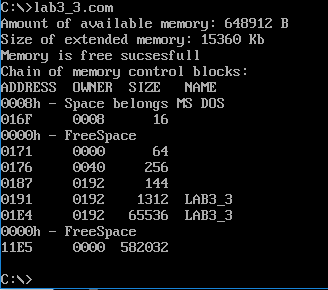 C:\>lab3_3.com
Amount of available memory: 648912 B
Size of extended memory: 15360 Kb
Memory is free sucsesfull
Chain of memory control blocks:
ADDRESS OWNER SIZE NAME
0008h - Space belongs MS DOS
016F 0008 16
0000h - FreeSpace
0171 0000 64
0176 0040 256
0187 0192 144
0191 0192 1312 LAB3_3
01E4 0192 65536 LAB3_3
0000h - FreeSpace
11E5 0000 582032
C:\>